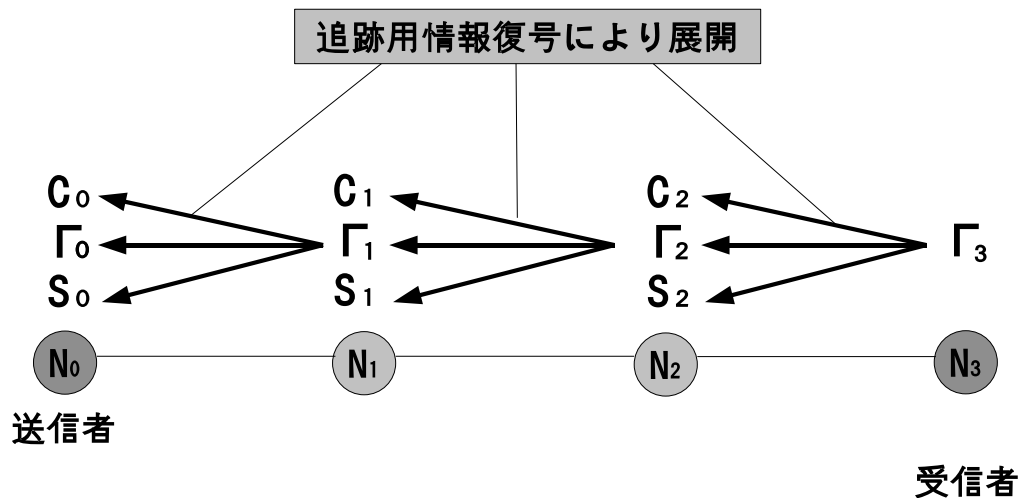 追跡用情報復号により展開
C₀ C₁ C₂
Γ₀ Γ₁ Γ₂ Γ₃
S₀ S₁ S₂
N₀ N₁ N₂ N₃
送信者
受信者